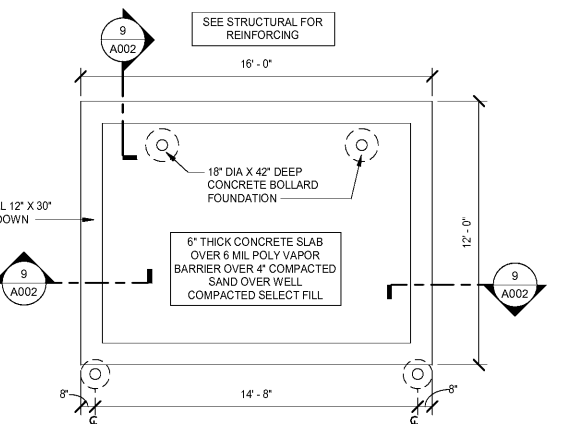 9
A002
SEE STRUCTURAL FOR
REINFORCING
16' - 0"
18" DIA X 42" DEEP
CONCRETE BOLLARD
FOUNDATION
L 12" X 30"
DOWN
12' - 0"
6" THICK CONCRETE SLAB
OVER 6 MIL POLY VAPOR
BARRIER OVER 4" COMPACTED
SAND OVER WELL
COMPACTED SELECT FILL
9
A002
9
A002
8"
14' - 8"
8"